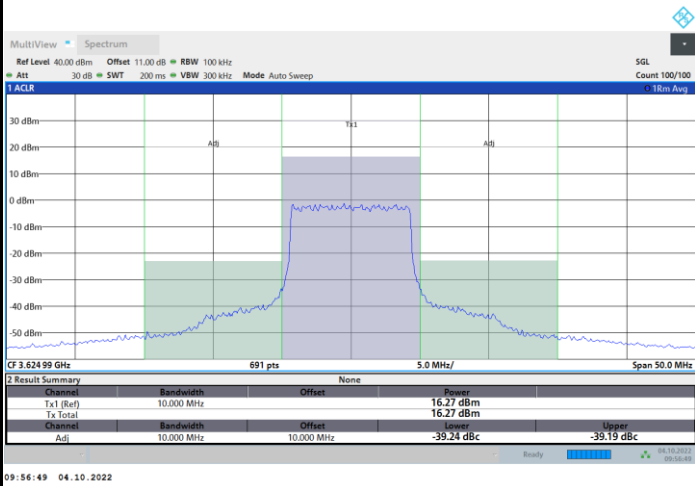 MultiView Spectrum
Ref Level 40.00 dBm Offset 11.00 dB RBW 100 kHz SGL
Att 30 dB SWT 200 ms VBW 300 kHz Mode Auto Sweep Count 100/100
1 ACLR 1Rm Avg
30 dBm
Tx1
20 dBm
Adj Adj
10 dBm
0 dBm
-10 dBm
-20 dBm
-30 dBm
-40 dBm
-50 dBm
CF 3.624 99 GHz 691 pts 5.0 MHz/ Span 50.0 MHz
2 Result Summary None
Channel Bandwidth Offset Power
Tx1 (Ref) 10.000 MHz 16.27 dBm
Tx Total 16.27 dBm
Channel Bandwidth Offset Lower Upper
Adj 10.000 MHz 10.000 MHz -39.24 dBc -39.19 dBc
Ready 04.10.2022
09:56:48
09:56:49 04.10.2022